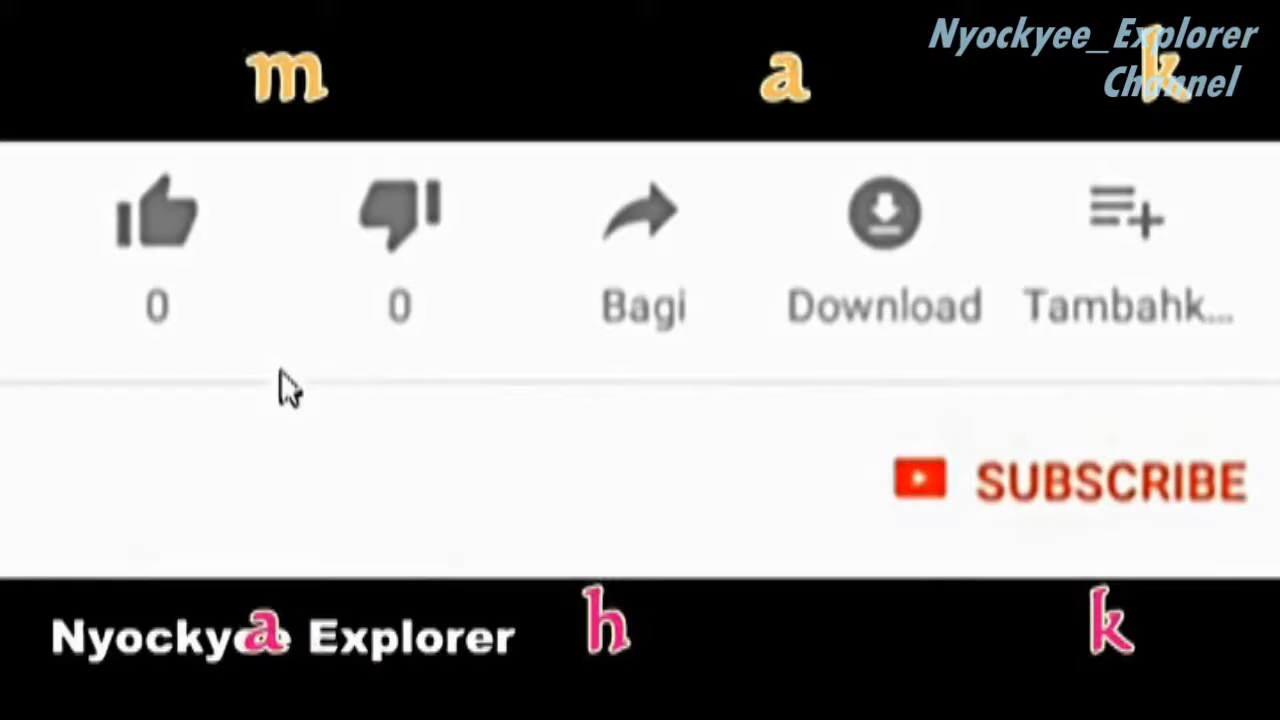 Nyockyee_Explorer
Channel
m a k
0 0 Bagi Download Tambahk...
SUBSCRIBE
Nyockyee Explorer
a h k